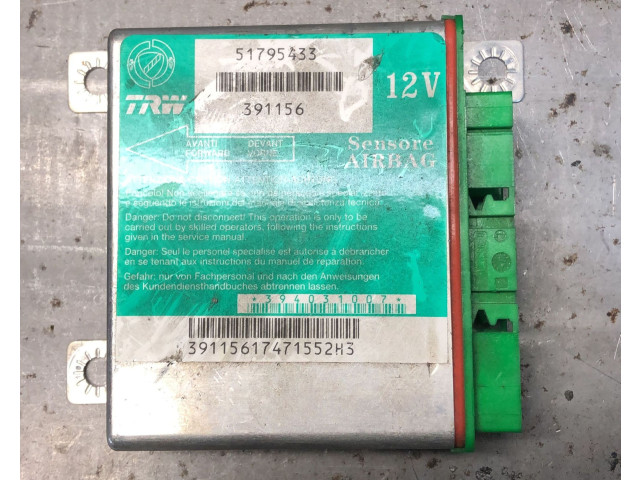 51795433
TRW
391156
12V
AVANTI
FORWARD
DEVANT
VORNE
Sensore
AIRBAG
Danger: Do not disconnect! This operation is only to be
carried out by skilled operators, following the instructions
given in the service manual.
Danger: Seul le personel specialisé est autorisé à débrancher
en se tenant aux instructions du manuel de reparation.
Gefahr: nur von Fachpersonal und nach den Anweisungen
des Kundendiensthandbuches abtrennen lassen.
*394031007*
39115617471552H3